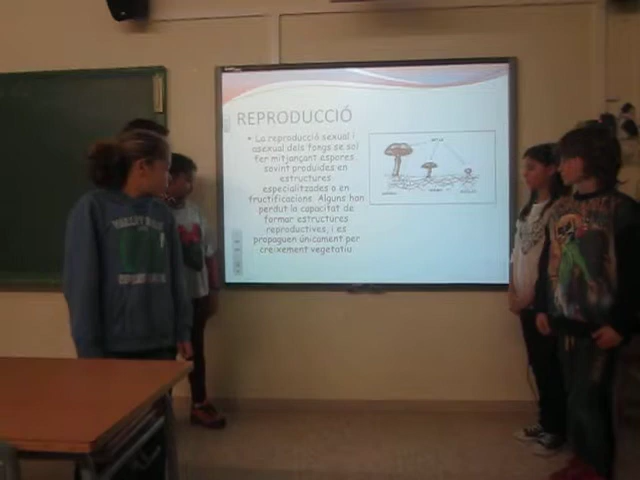 REPRODUCCIÓ
• La reproducció sexual i
asexual dels fongs se sol
fer mitjançant espores,
sovint produïdes en
estructures
especialitzades o en
fructificacions. Alguns han
perdut la capacitat de
formar estructures
reproductives, i es
propaguen únicament per
creixement vegetatiu